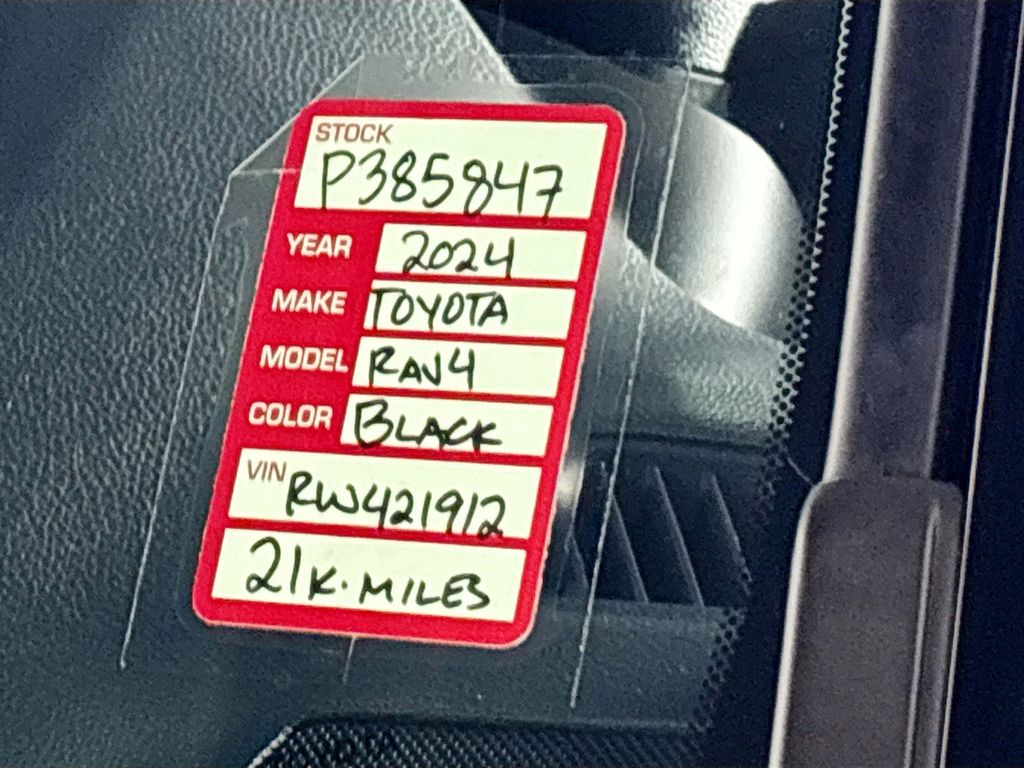 STOCK
P385847
YEAR 2024
MAKE TOYOTA
MODEL RAV4
COLOR BLACK
VIN RW421912
21K. MILES